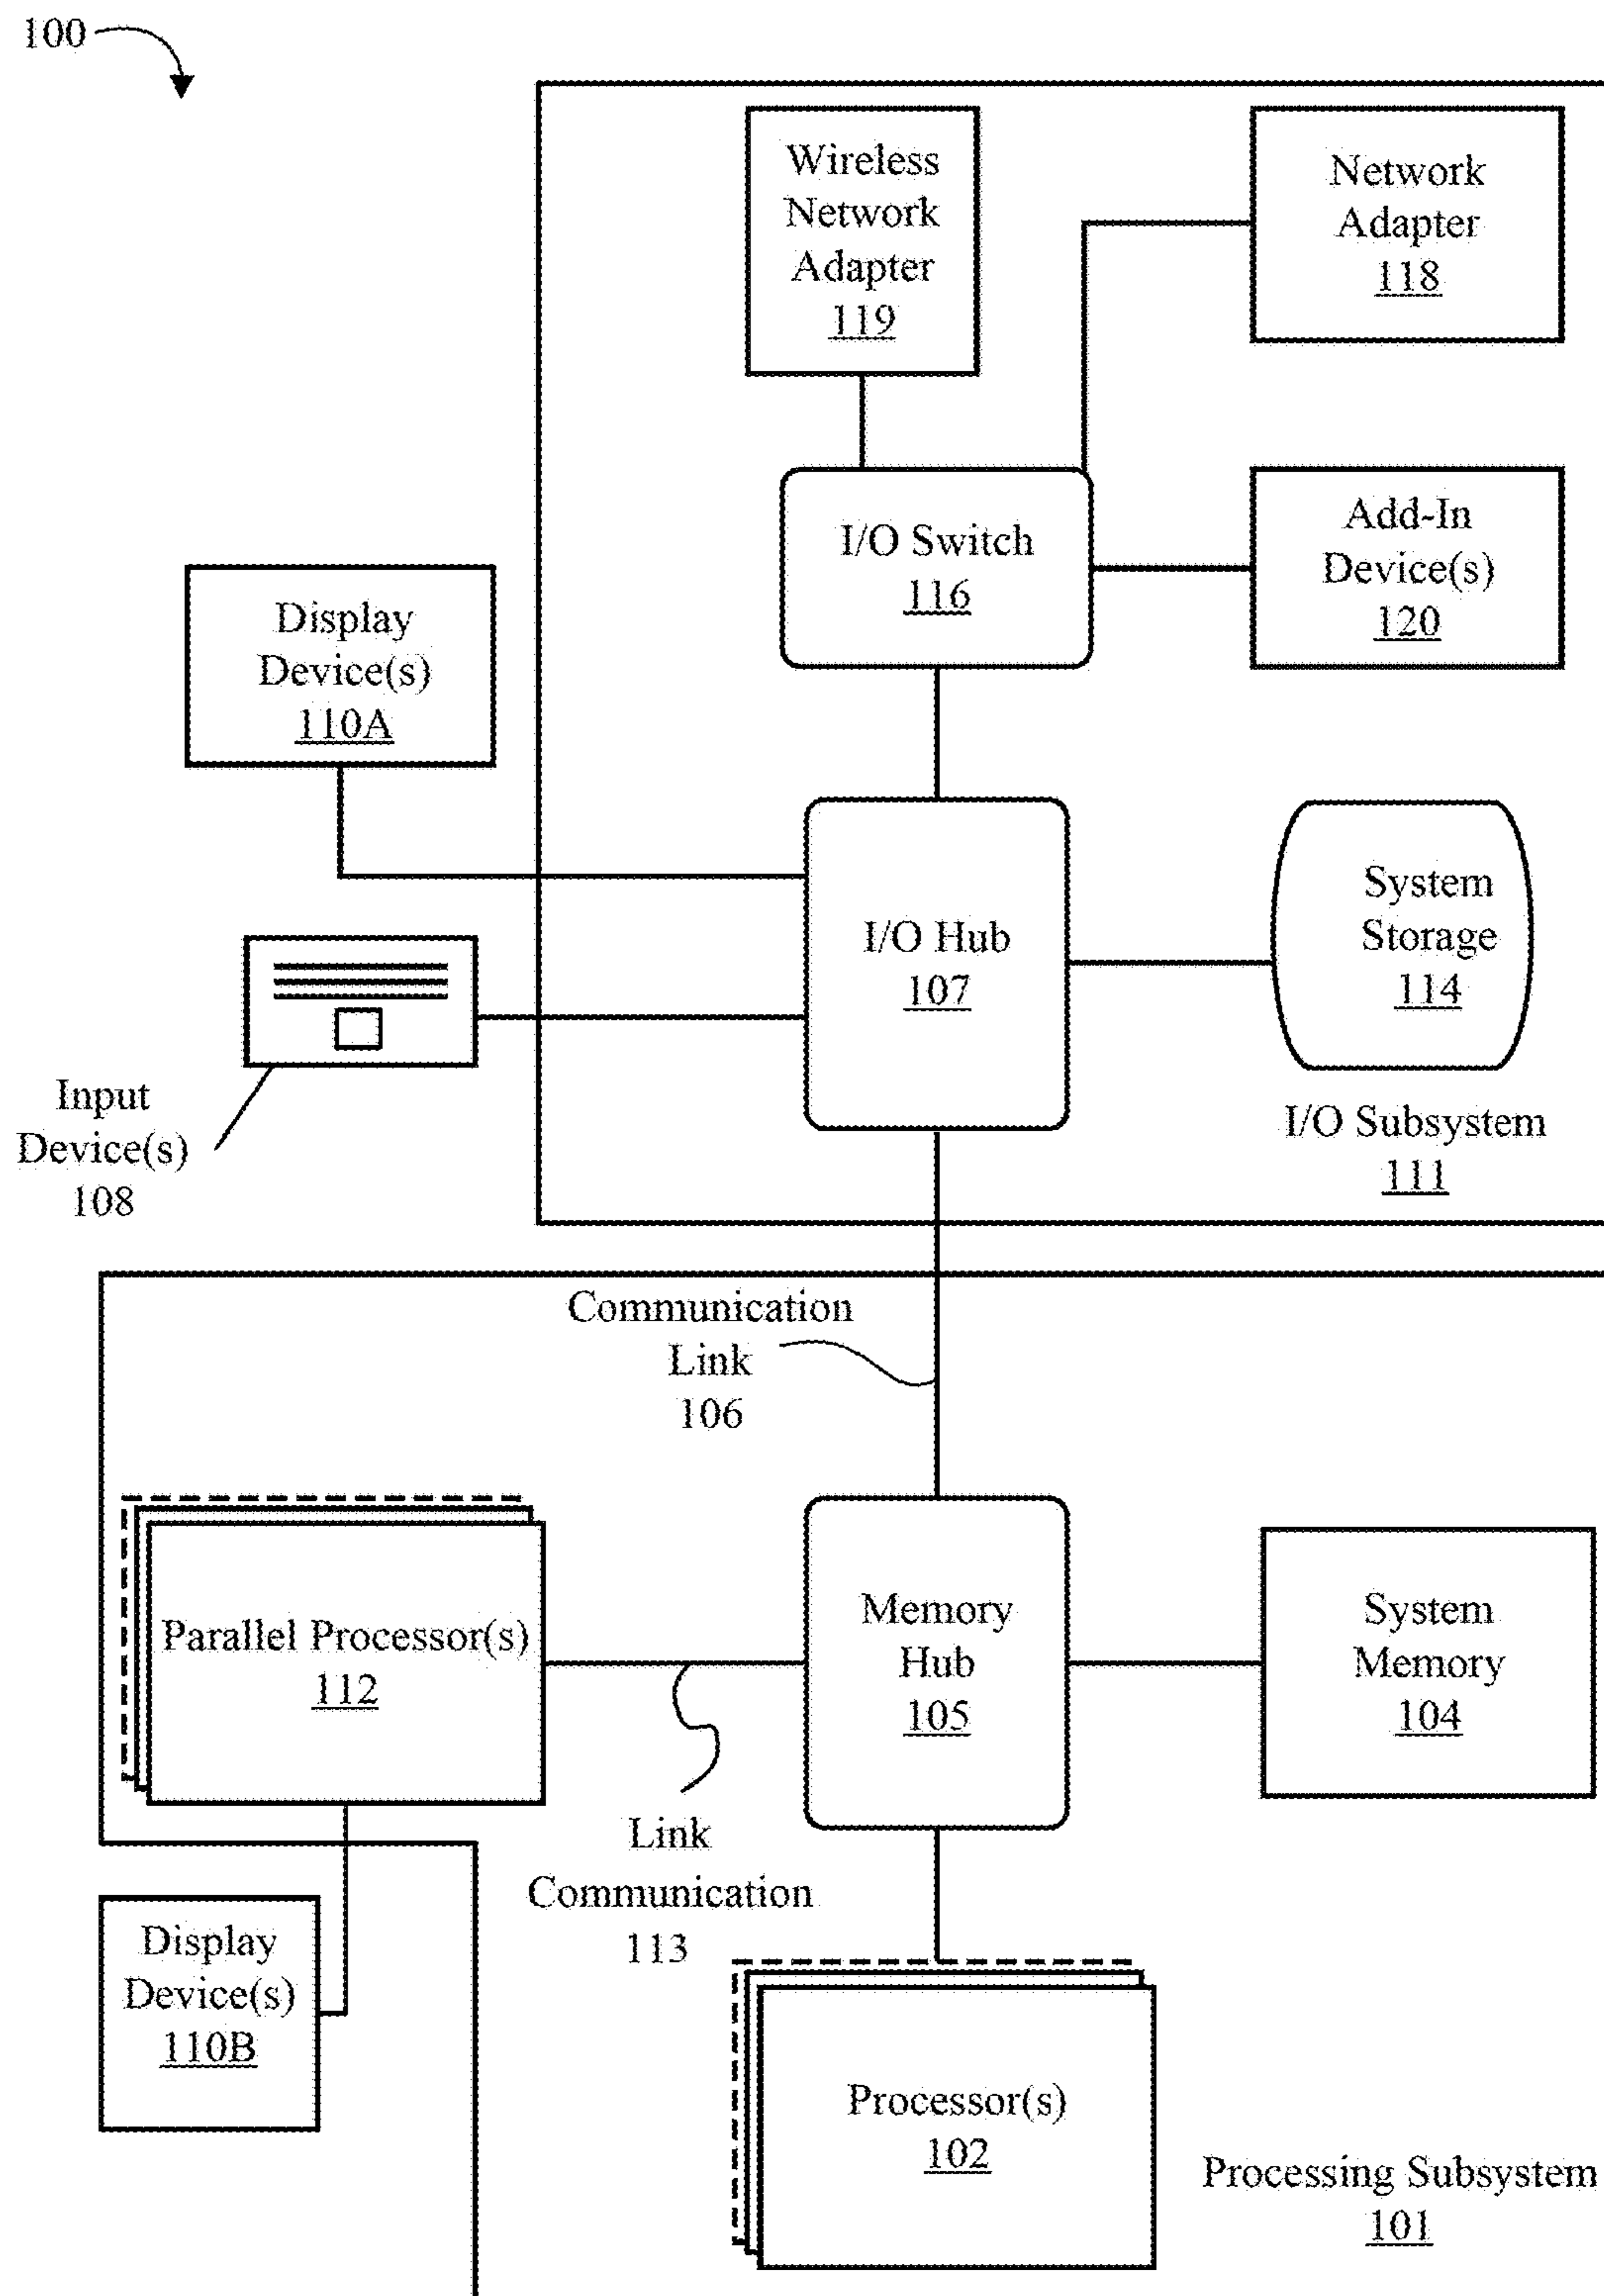 100
Wireless
Network
Adapter
119
Network
Adapter
118
I/O Switch
116
Add-In
Device(s)
120
Display
Device(s)
110A
I/O Hub
107
System
Storage
114
Input
Device(s)
108
I/O Subsystem
111
Communication
Link
106
Parallel Processor(s)
112
Memory
Hub
105
System
Memory
104
Link
Communication
113
Display
Device(s)
110B
Processor(s)
102
Processing Subsystem
101